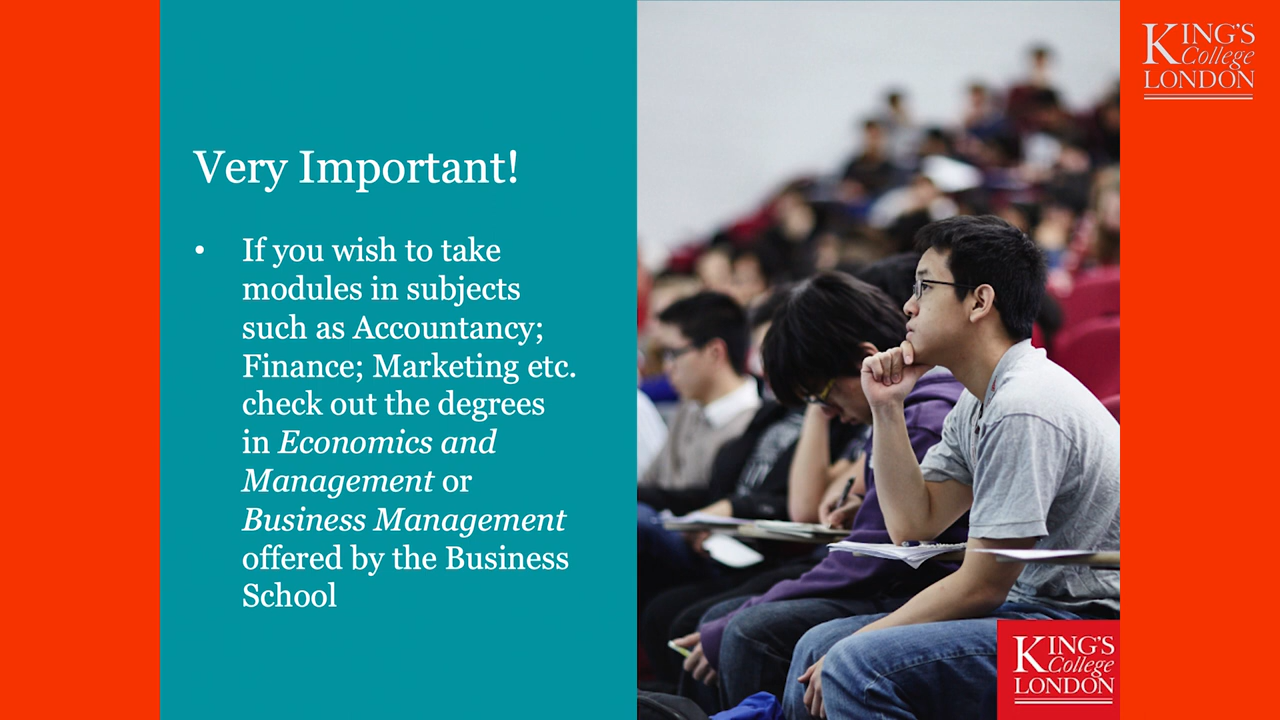 KING'S
College
LONDON
Very Important!
• If you wish to take
modules in subjects
such as Accountancy;
Finance; Marketing etc.
check out the degrees
in Economics and
Management or
Business Management
offered by the Business
School
KING'S
College
LONDON